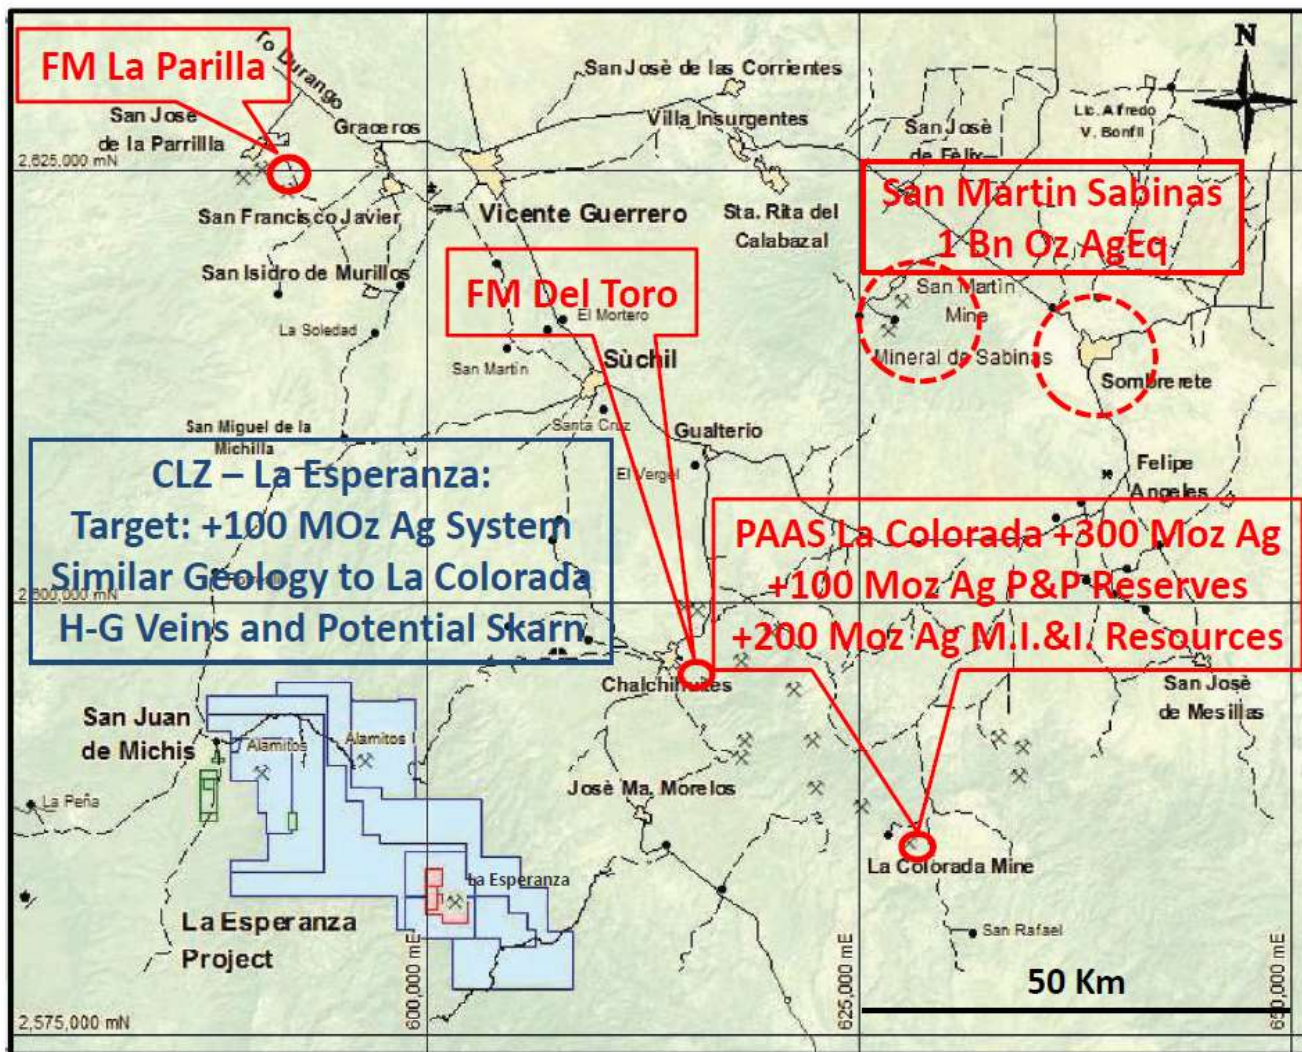 FM La Parilla
To Durango
San Josè de las Corrientes
N
San Josè
de la Parrillla
Graceros
Villa Insurgentes
San Josè
de Fèlix
Lic. Alfredo
V. Bonfil
2,625,000 mN
San Martin Sabinas
1 Bn Oz AgEq
San Francisco Javier
Vicente Guerrero
Sta. Rita del
Calabazal
San Isidro de Murillos
FM Del Toro
San Martìn
Mine
La Soledad
El Mortero
Mineral de Sabinas
San Martìn
Sùchil
Sombrerete
San Miguel de la
Michilla
Santa Cruz
Gualterio
El Vergel
Felipe
Angeles
CLZ – La Esperanza:
Target: +100 MOz Ag System
Similar Geology to La Colorada
H-G Veins and Potential Skarn
PAAS La Colorada +300 Moz Ag
+100 Moz Ag P&P Reserves
+200 Moz Ag M.I.&I. Resources
2,600,000 mN
Chalchihuites
San Josè
de Mesillas
San Juan
de Michis
Alamitos
Alamitos I
La Peña
Josè Ma. Morelos
La Colorada Mine
La Esperanza
La Esperanza
Project
San Rafael
50 Km
2,575,000 mN
600,000 mE
625,000 mE
650,000 mE